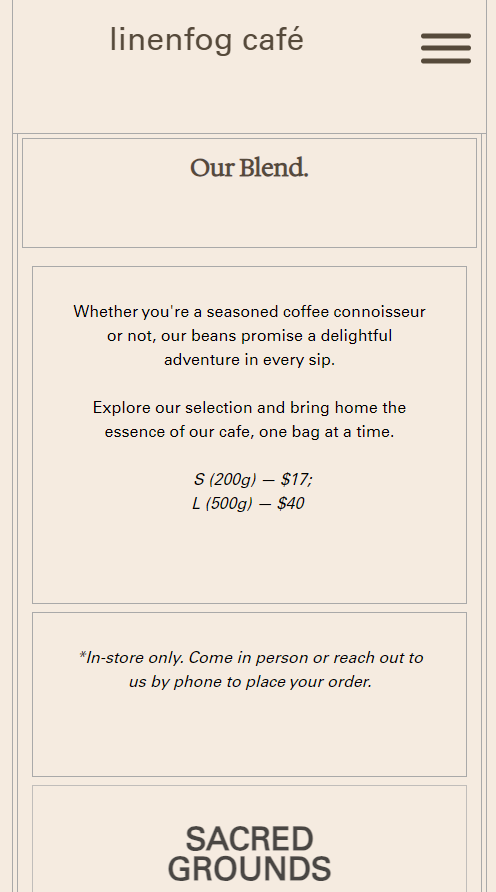 linenfog café
Our Blend.
Whether you're a seasoned coffee connoisseur
or not, our beans promise a delightful
adventure in every sip.
Explore our selection and bring home the
essence of our cafe, one bag at a time.
S (200g) — $17;
L (500g) — $40
*In-store only. Come in person or reach out to
us by phone to place your order.
SACRED
GROUNDS